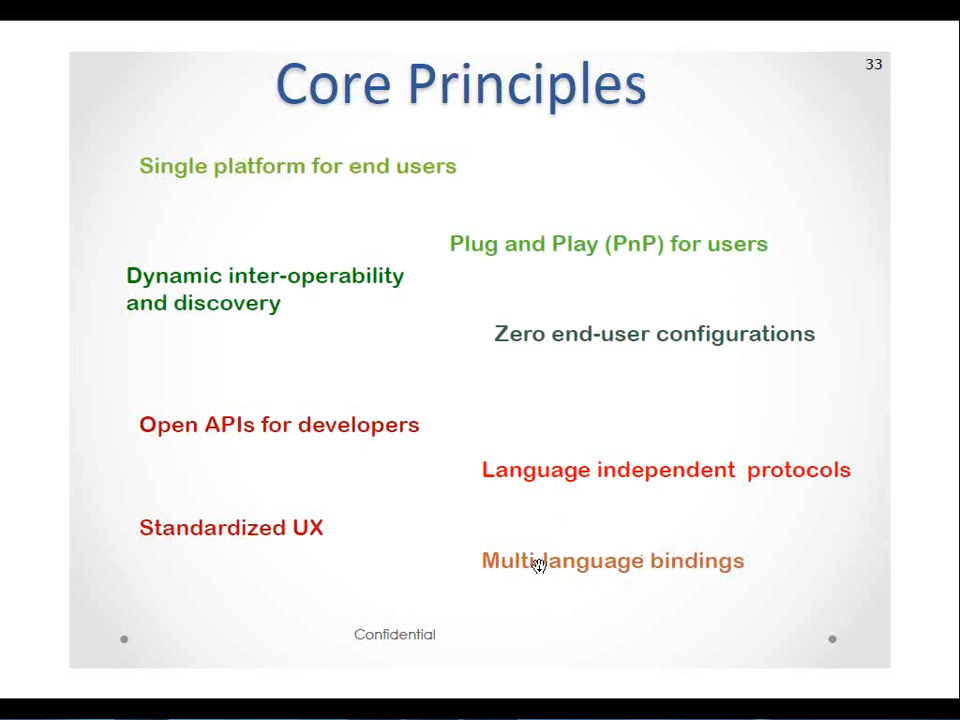 33
Core Principles
Single platform for end users
Plug and Play (PnP) for users
Dynamic inter-operability
and discovery
Zero end-user configurations
Open APIs for developers
Language independent protocols
Standardized UX
Multi language bindings
Confidential